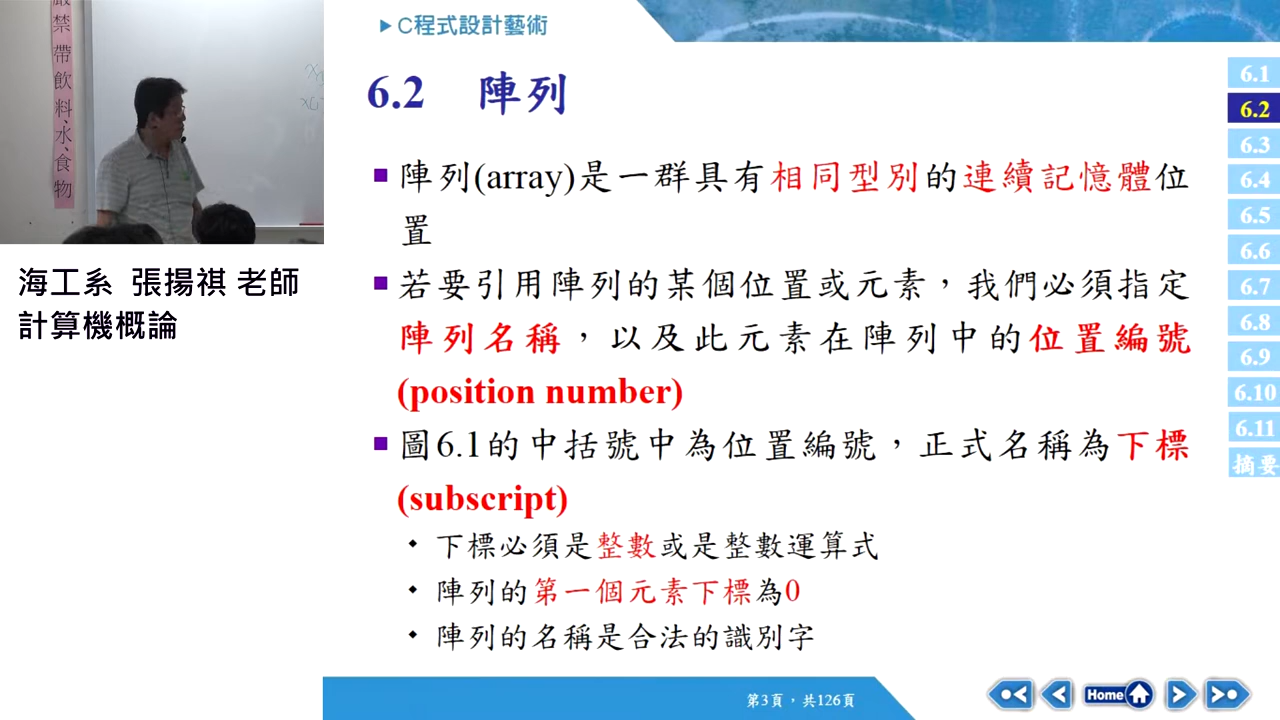 嚴禁帶飲料、水、食物
海工系 張揚祺 老師
計算機概論
C程式設計藝術
6.2 陣列
陣列(array)是一群具有相同型別的連續記憶體位
置
若要引用陣列的某個位置或元素，我們必須指定
陣列名稱，以及此元素在陣列中的位置編號
(position number)
圖6.1的中括號中為位置編號，正式名稱為下標
(subscript)
下標必須是整數或是整數運算式
陣列的第一個元素下標為0
陣列的名稱是合法的識別字
6.1
6.2
6.3
6.4
6.5
6.6
6.7
6.8
6.9
6.10
6.11
摘要
第3頁，共126頁
Home